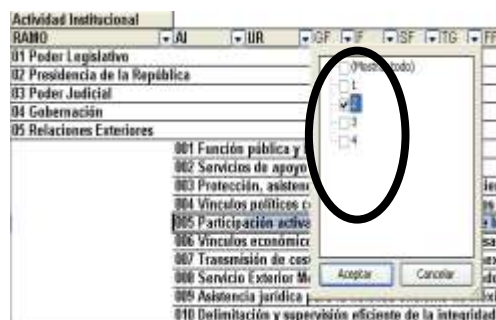 Actividad Institucional
RAMO AI UR GF F SF TG FF
01 Poder Legislativo
02 Presidencia de la República
03 Poder Judicial
04 Gobernación
05 Relaciones Exteriores
(Mostrar todo)
1
2
3
4
001 Función pública y
002 Servicios de apoyo
003 Protección, asisten
004 Vínculos políticos
005 Participación activa
006 Vínculos económic
007 Transmisión de
008 Servicio Exterior M
Aceptar Cancelar
009 Asistencia jurídica
010 Delimitación y supervisión eficiente de la integridad